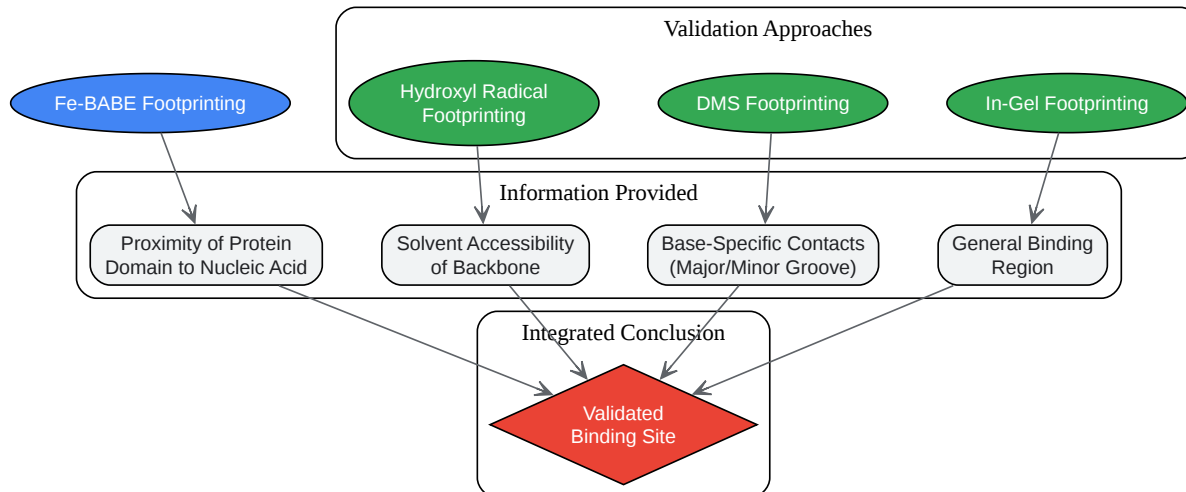 Validation Approaches
Fe-BABE Footprinting
Hydroxyl Radical
Footprinting
DMS Footprinting
In-Gel Footprinting
Information Provided
Proximity of Protein
Domain to Nucleic Acid
Solvent Accessibility
of Backbone
Base-Specific Contacts
(Major/Minor Groove)
General Binding
Region
Integrated Conclusion
Validated
Binding Site